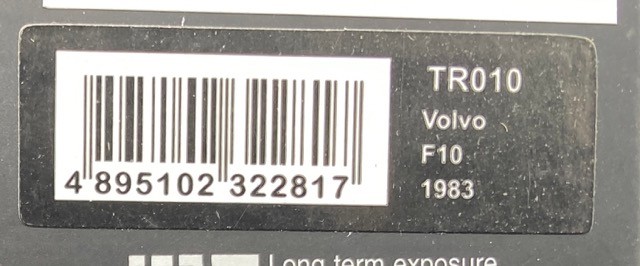 4 895102 322817
TR010
Volvo
F10
1983
Long term exposure